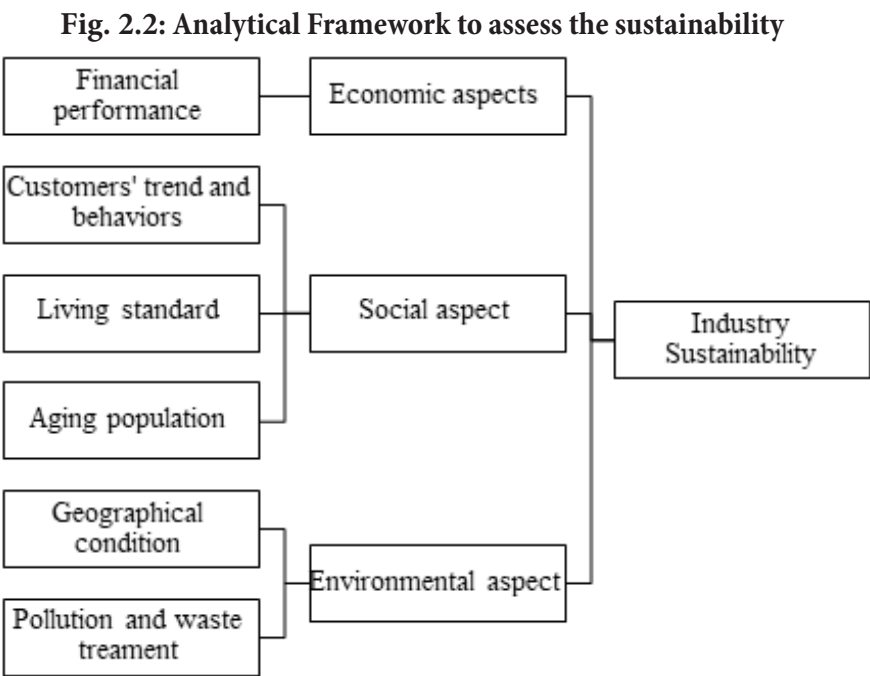 Fig. 2.2: Analytical Framework to assess the sustainability
Financial
performance
Economic aspects
Customers' trend and
behaviors
Living standard
Social aspect
Industry
Sustainability
Aging population
Geographical
condition
Environmental aspect
Pollution and waste
treament